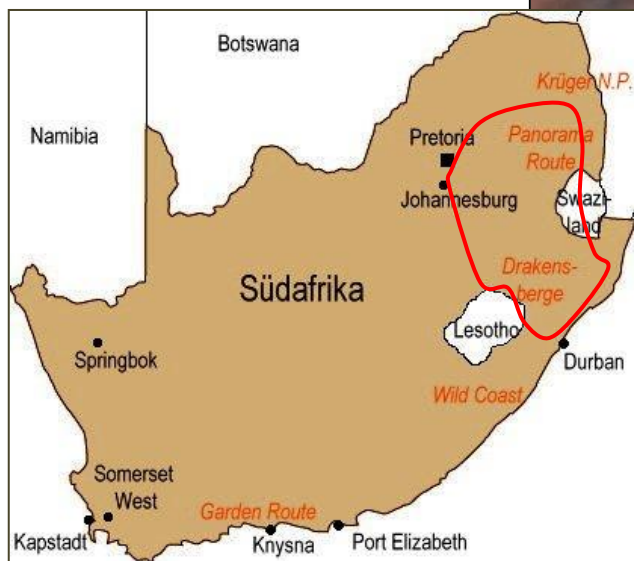 Botswana
Krüger N.P.
Namibia
Pretoria
Panorama
Route
Johannesburg
Swazi-
land
Südafrika
Drakens-
berge
Lesotho
Springbok
Durban
Wild Coast
Somerset
West
Garden Route
Kapstadt
Knysna
Port Elizabeth